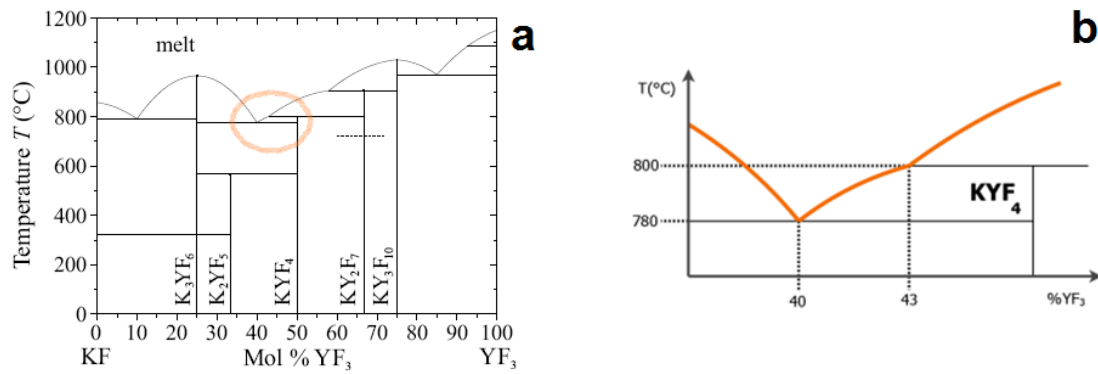 a
Temperature T (°C)
1200
1000
800
600
400
200
0
melt
K₃YF₆
K₂YF₅
KYF₄
KY₂F₇
KY₃F₁₀
0 10 20 30 40 50 60 70 80 90 100
KF Mol % YF₃ YF₃
b
T(°C)
800
780
KYF₄
40 43
%YF₃